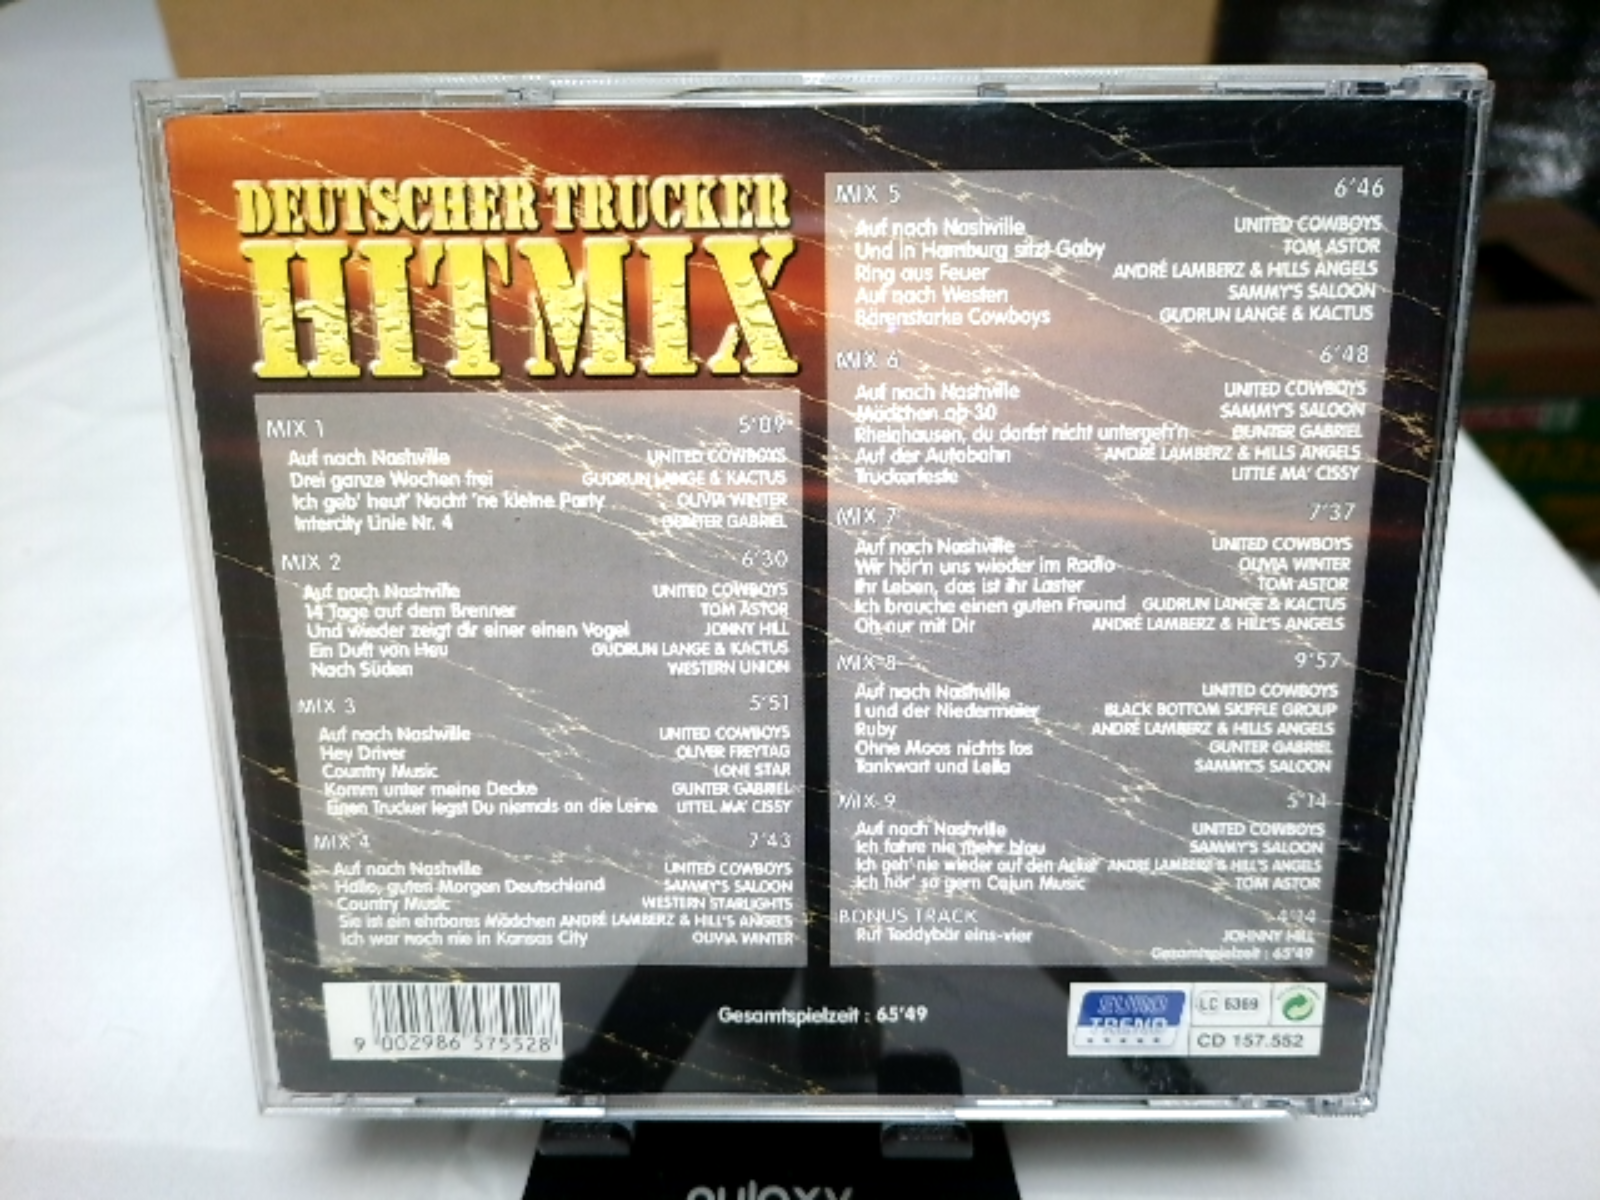 DEUTSCHER TRUCKER
HITMIX
MIX 1 5'09
Auf nach Nashville UNITED COWBOYS
Drei ganze Wochen frei GUDRUN LANGE & KACTUS
Ich geb' heut' Nacht 'ne kleine Party OLIVIA WINTER
Intercity Linie Nr. 4 GUNTER GABRIEL
MIX 2 6'30
Auf nach Nashville UNITED COWBOYS
14 Tage auf dem Brenner TOM ASTOR
Und wieder zeigt dir einer einen Vogel JONNY HILL
Ein Duft von Heu GUDRUN LANGE & KACTUS
Nach Süden WESTERN UNION
MIX 3 5'51
Auf nach Nashville UNITED COWBOYS
Hey Driver OLIVER FREYTAG
Country Music LONE STAR
Komm unter meine Decke GUNTER GABRIEL
Einen Trucker legst Du niemals an die Leine LITTEL MA' CISSY
MIX 4 7'43
Auf nach Nashville UNITED COWBOYS
Hallo, guten Morgen Deutschland SAMMY'S SALOON
Country Music WESTERN STARLIGHTS
Sie ist ein ehrbares Mädchen ANDRÉ LAMBERZ & HILL'S ANGELS
Ich war noch nie in Kansas City OLIVIA WINTER
MIX 5 6'46
Auf nach Nashville UNITED COWBOYS
Und in Hamburg sitzt Gaby TOM ASTOR
Ring aus Feuer ANDRÉ LAMBERZ & HILLS ANGELS
Auf nach Westen SAMMY'S SALOON
Bärenstarke Cowboys GUDRUN LANGE & KACTUS
MIX 6 6'48
Auf nach Nashville UNITED COWBOYS
Mädchen ab 30 SAMMY'S SALOON
Rheinhausen, du darfst nicht untergeh'n GUNTER GABRIEL
Auf der Autobahn ANDRÉ LAMBERZ & HILLS ANGELS
Truckerfeste LITTLE MA' CISSY
MIX 7 7'37
Auf nach Nashville UNITED COWBOYS
Wir hör'n uns wieder im Radio OLIVIA WINTER
Ihr Leben, das ist ihr Laster TOM ASTOR
Ich brauche einen guten Freund GUDRUN LANGE & KACTUS
Oh nur mit Dir ANDRÉ LAMBERZ & HILL'S ANGELS
MIX 8 9'57
Auf nach Nashville UNITED COWBOYS
I und der Niedermeier BLACK BOTTOM SKIFFLE GROUP
Ruby ANDRÉ LAMBERZ & HILLS ANGELS
Ohne Moos nichts los GUNTER GABRIEL
Tankwart und Leila SAMMY'S SALOON
MIX 9 5'14
Auf nach Nashville UNITED COWBOYS
Ich fahre nie mehr blau SAMMY'S SALOON
Ich geh' nie wieder auf den Acker ANDRÉ LAMBERZ & HILL'S ANGELS
Ich hör' so gern Cajun Music TOM ASTOR
BONUS TRACK 4'14
Ruf Teddybär eins-vier JOHNNY HILL
Gesamtspielzeit : 65'49
9 002986 575528
Gesamtspielzeit : 65'49
EURO TREND
LC 6369
CD 157.552